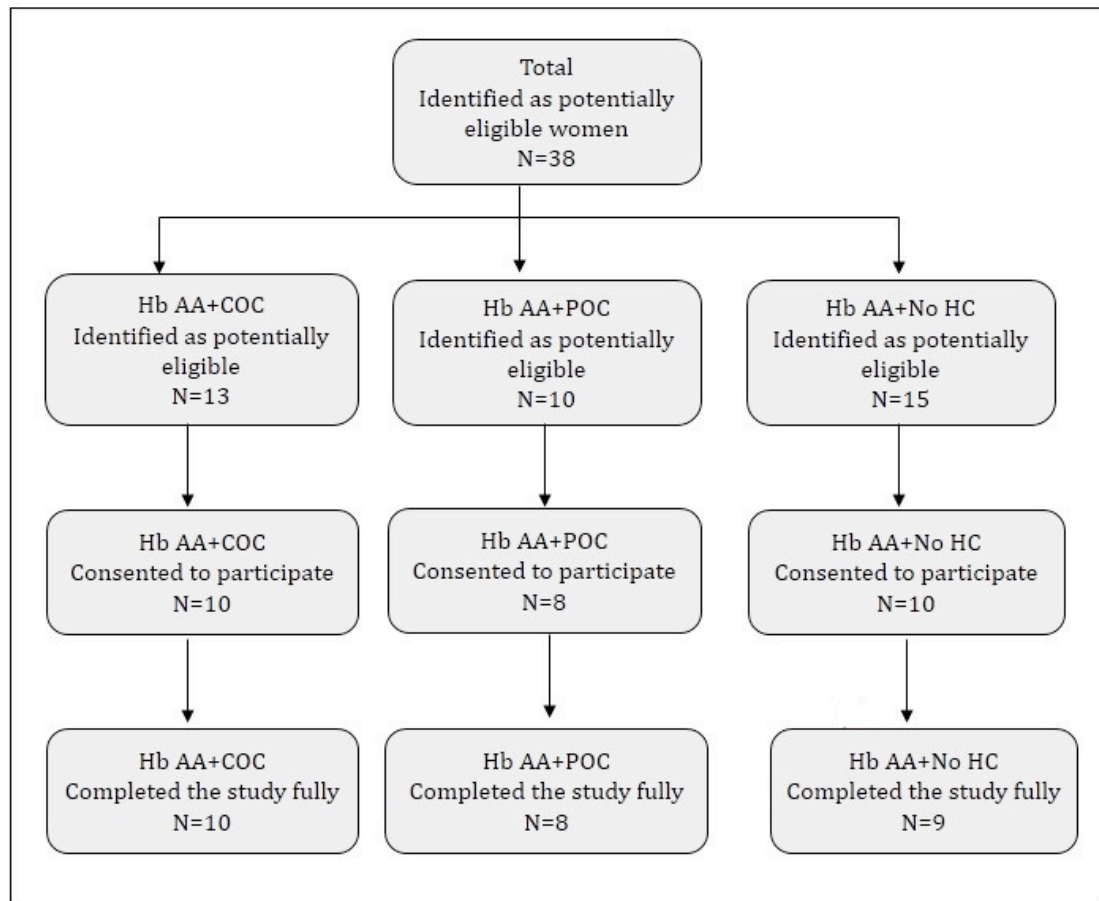 Total
Identified as potentially
eligible women
N=38
Hb AA+COC
Identified as potentially
eligible
N=13
Hb AA+POC
Identified as potentially
eligible
N=10
Hb AA+No HC
Identified as potentially
eligible
N=15
Hb AA+COC
Consented to participate
N=10
Hb AA+POC
Consented to participate
N=8
Hb AA+No HC
Consented to participate
N=10
Hb AA+COC
Completed the study fully
N=10
Hb AA+POC
Completed the study fully
N=8
Hb AA+No HC
Completed the study fully
N=9